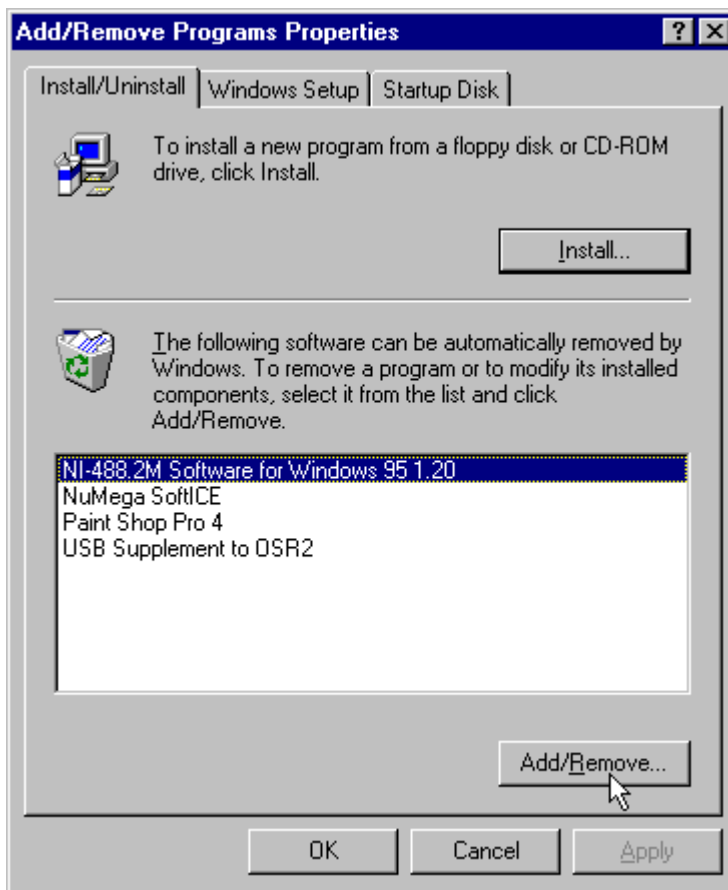 Add/Remove Programs Properties
Install/Uninstall Windows Setup Startup Disk
To install a new program from a floppy disk or CD-ROM
drive, click Install.
Install...
The following software can be automatically removed by
Windows. To remove a program or to modify its installed
components, select it from the list and click
Add/Remove.
NI-488.2M Software for Windows 95 1.20
NuMega SoftICE
Paint Shop Pro 4
USB Supplement to OSR2
Add/Remove...
OK Cancel Apply